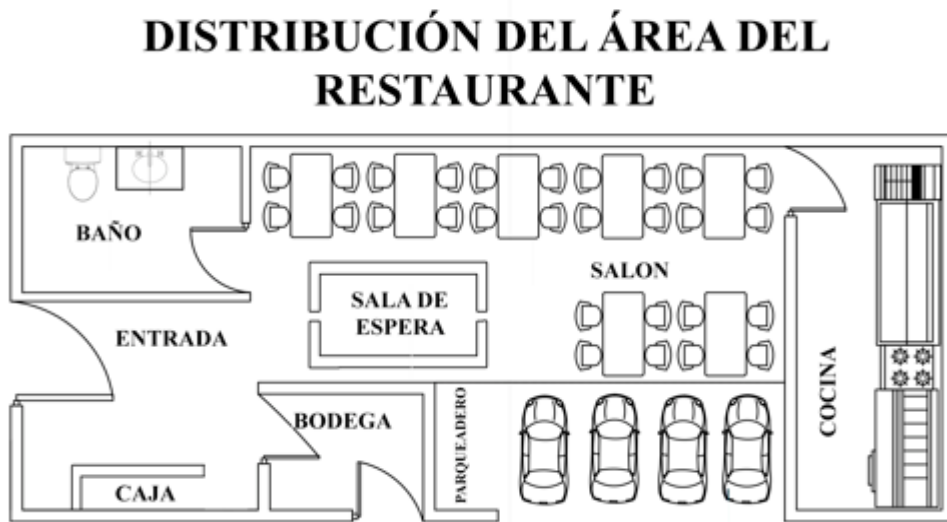 DISTRIBUCIÓN DEL ÁREA DEL
RESTAURANTE
BAÑO
SALON
SALA DE
ESPERA
ENTRADA
COCINA
BODEGA
PARQUEADERO
CAJA